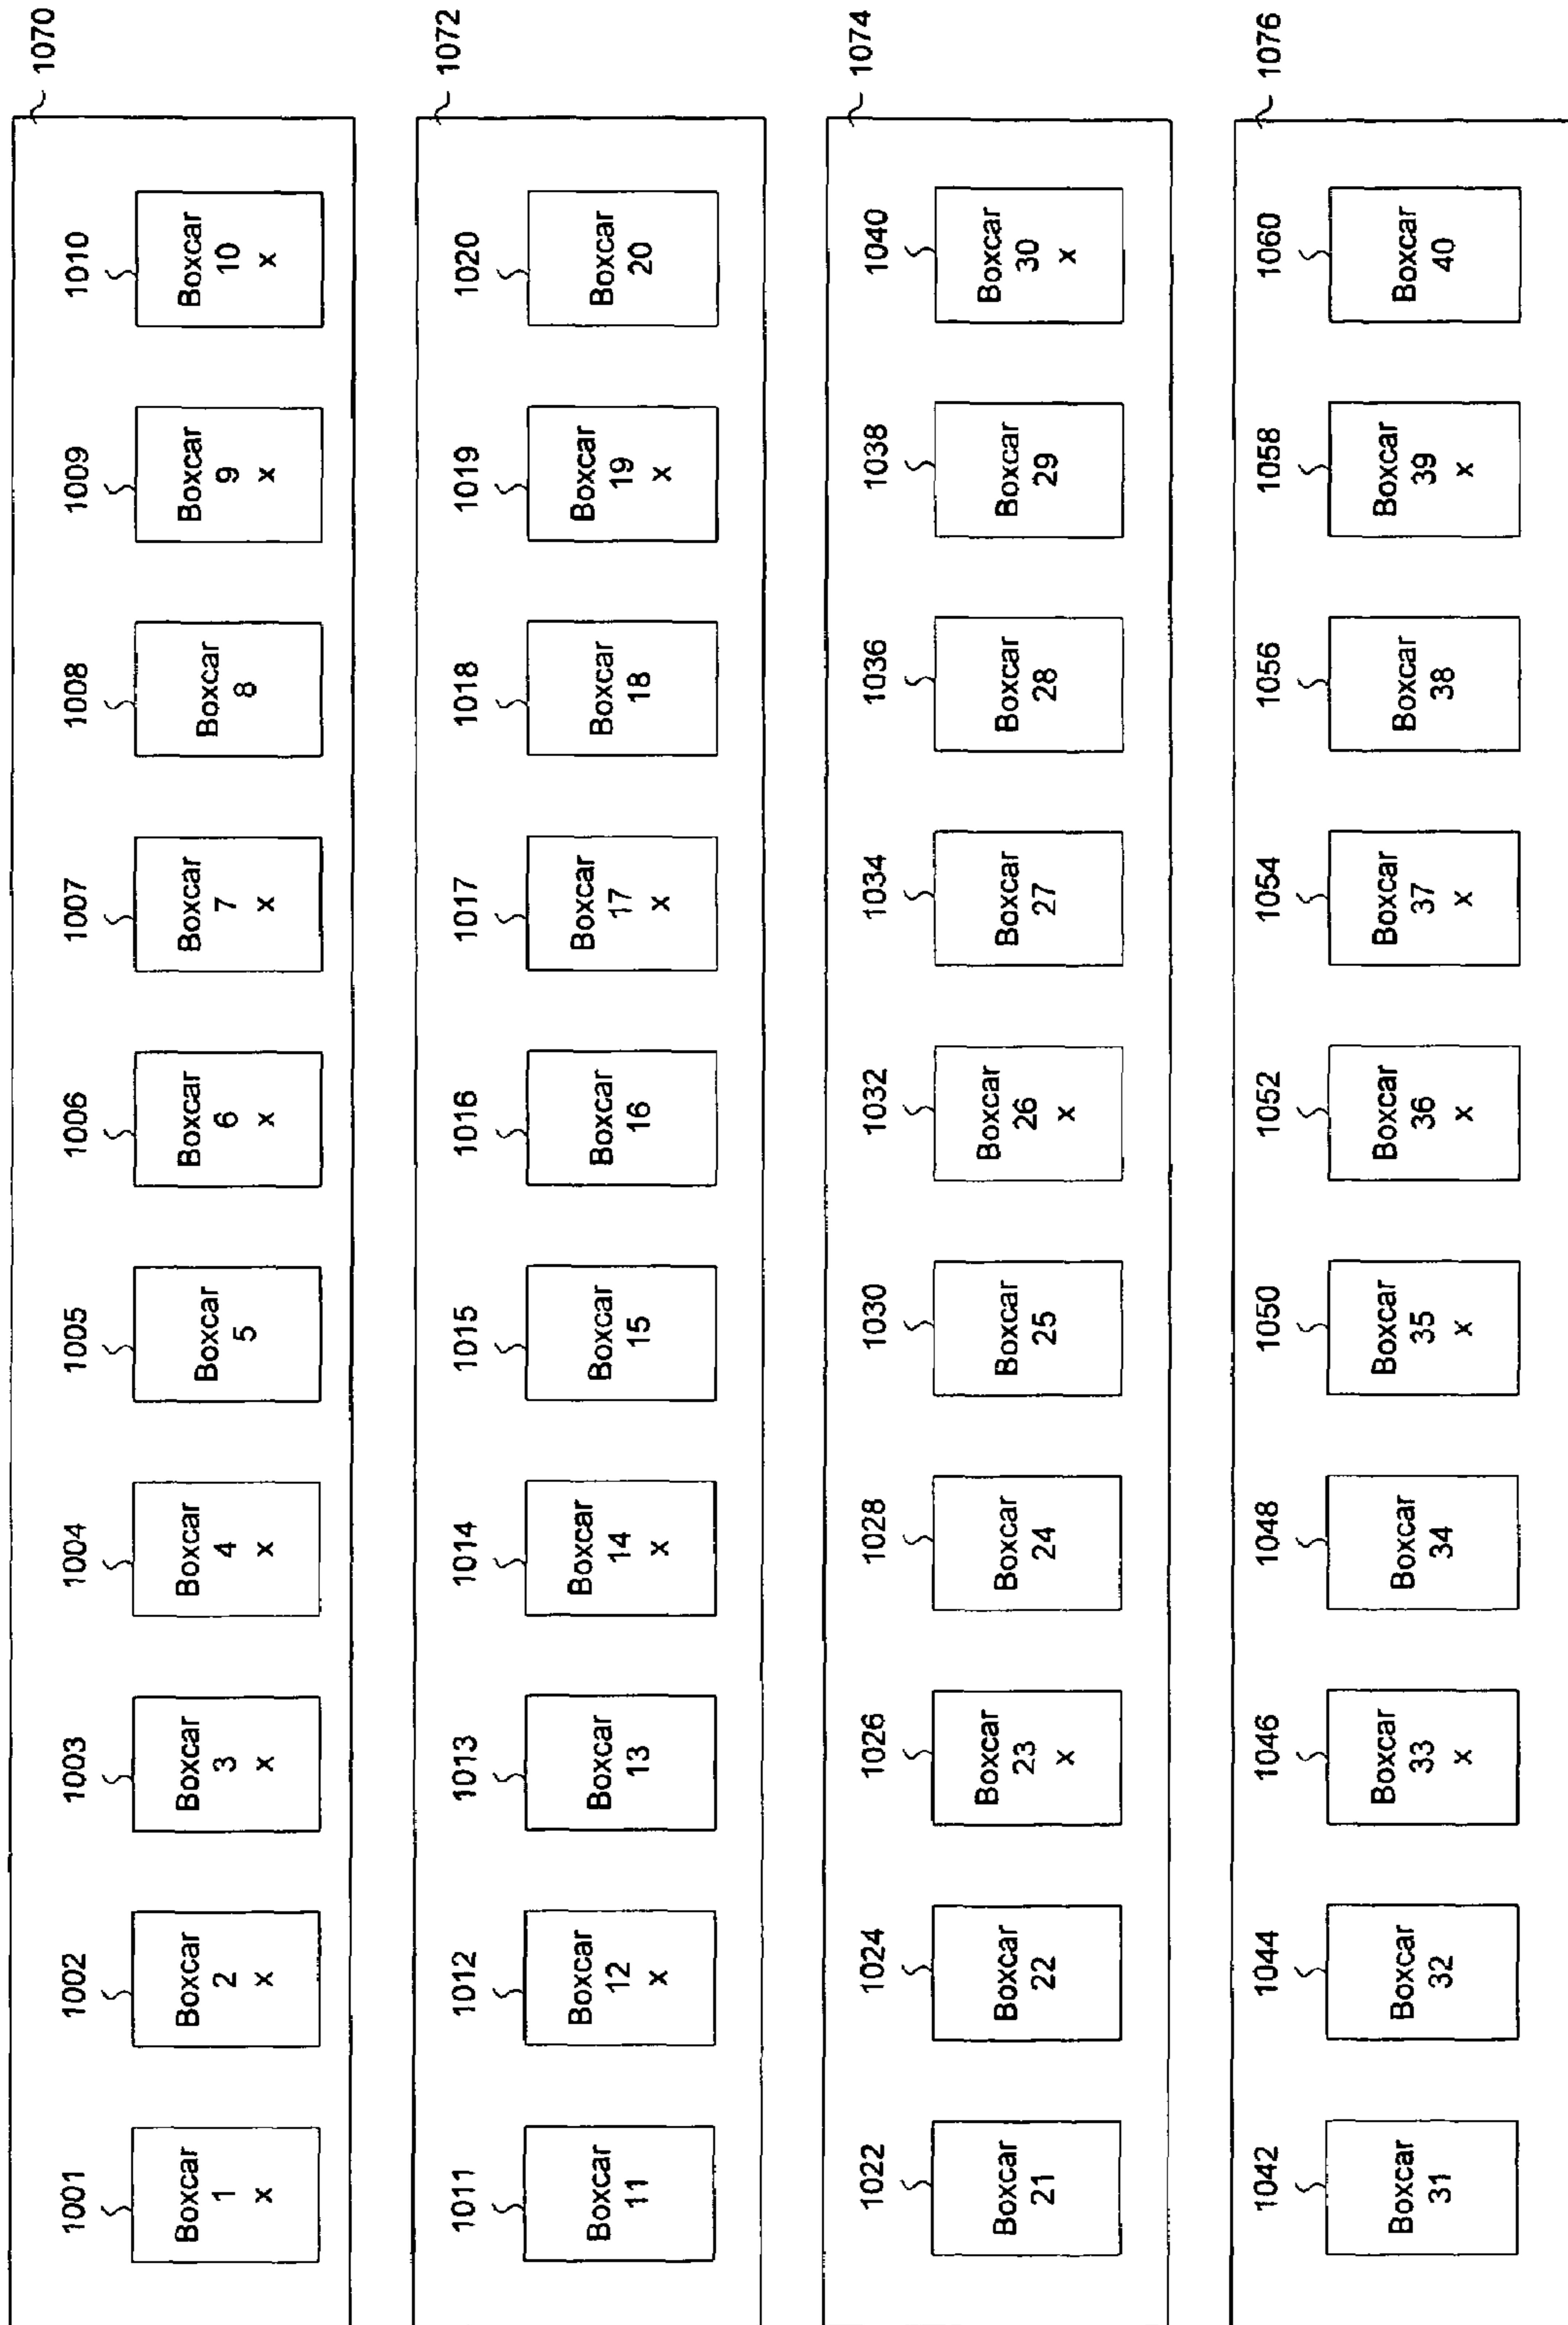 1070
1001 1002 1003 1004 1005 1006 1007 1008 1009 1010
Boxcar Boxcar Boxcar Boxcar Boxcar Boxcar Boxcar Boxcar Boxcar Boxcar
1 2 3 4 5 6 7 8 9 10
x x x x x x x x
1072
1011 1012 1013 1014 1015 1016 1017 1018 1019 1020
Boxcar Boxcar Boxcar Boxcar Boxcar Boxcar Boxcar Boxcar Boxcar Boxcar
11 12 13 14 15 16 17 18 19 20
x x x x
1074
1022 1024 1026 1028 1030 1032 1034 1036 1038 1040
Boxcar Boxcar Boxcar Boxcar Boxcar Boxcar Boxcar Boxcar Boxcar Boxcar
21 22 23 24 25 26 27 28 29 30
x x x
1076
1042 1044 1046 1048 1050 1052 1054 1056 1058 1060
Boxcar Boxcar Boxcar Boxcar Boxcar Boxcar Boxcar Boxcar Boxcar Boxcar
31 32 33 34 35 36 37 38 39 40
x x x x x